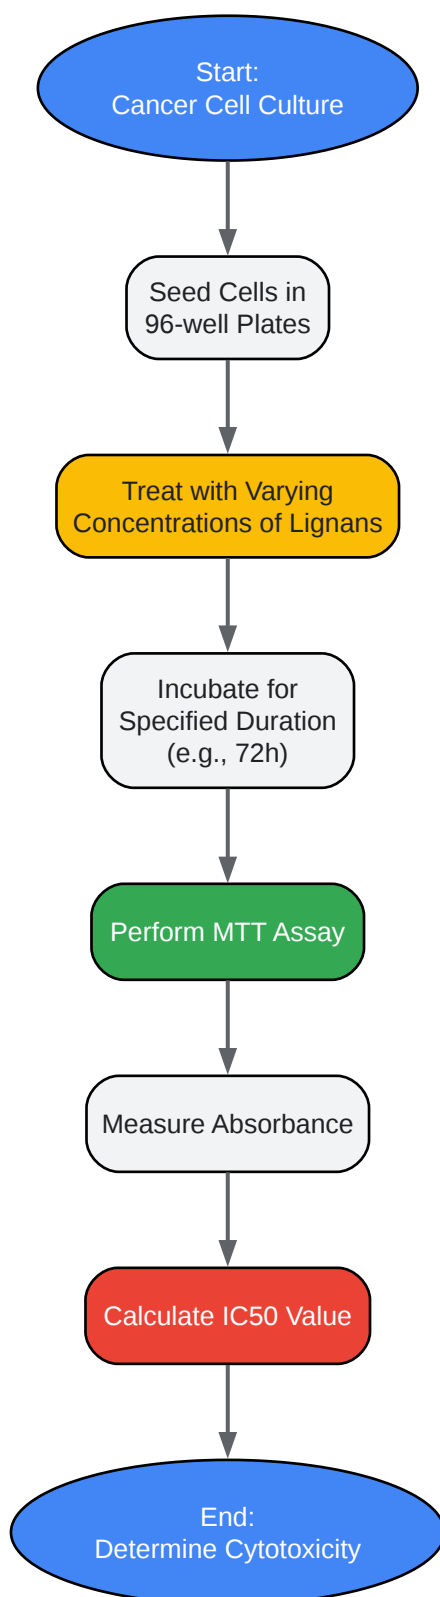 Start:
Cancer Cell Culture
Seed Cells in
96-well Plates
Treat with Varying
Concentrations of Lignans
Incubate for
Specified Duration
(e.g., 72h)
Perform MTT Assay
Measure Absorbance
Calculate IC50 Value
End:
Determine Cytotoxicity